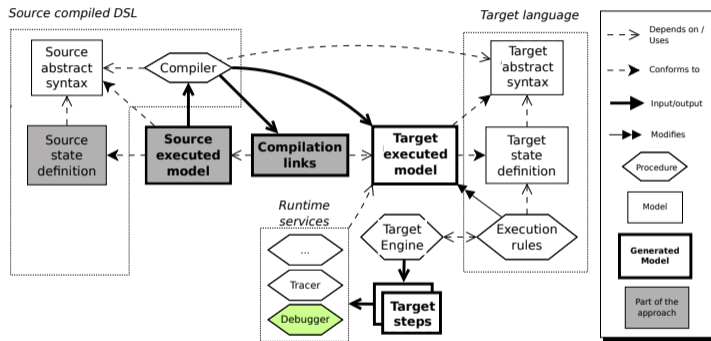 Source compiled DSL
Target language
Source
abstract
syntax
Compiler
Target
abstract
syntax
Source
state
definition
Source
executed
model
Compilation
links
Target
executed
model
Target
state
definition
Runtime
services
...
Tracer
Debugger
Target
Engine
Execution
rules
Target
steps
Depends on /
Uses
Conforms to
Input/output
Modifies
Procedure
Model
Generated
Model
Part of the
approach